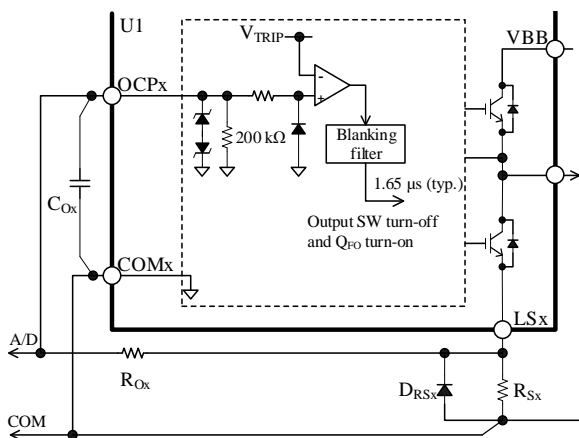 U1
VBB
V_TRIP
OCPx
-
+
200 kΩ
Blanking
filter
C_Ox
1.65 µs (typ.)
Output SW turn-off
and Q_FO turn-on
COMx
LSx
A/D
R_Ox
D_RSx
R_Sx
COM